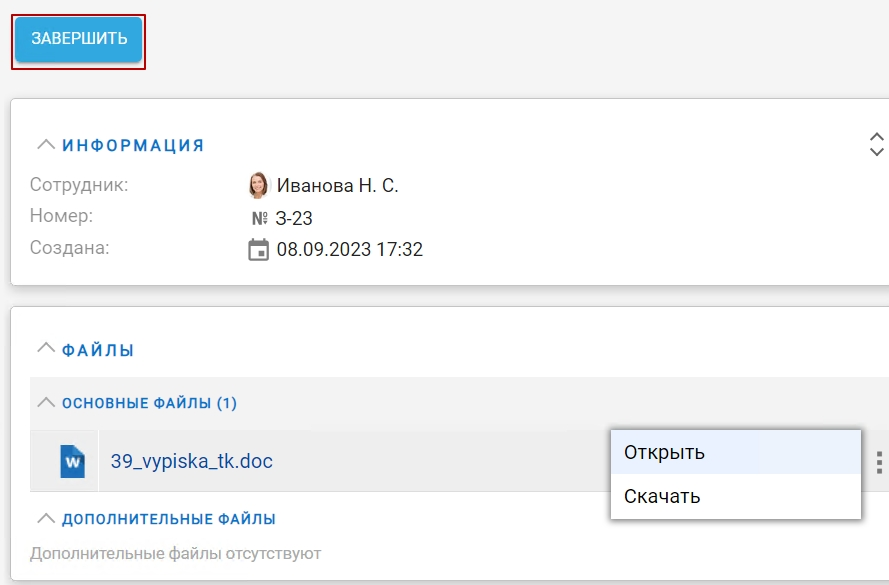 ЗАВЕРШИТЬ
ИНФОРМАЦИЯ
Сотрудник: Иванова Н. С.
Номер: № З-23
Создана: 08.09.2023 17:32
ФАЙЛЫ
ОСНОВНЫЕ ФАЙЛЫ (1)
W 39_vypiska_tk.doc
Открыть
Скачать
ДОПОЛНИТЕЛЬНЫЕ ФАЙЛЫ
Дополнительные файлы отсутствуют